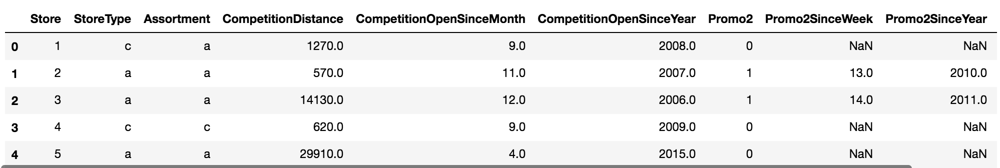 Store StoreType Assortment CompetitionDistance CompetitionOpenSinceMonth CompetitionOpenSinceYear Promo2 Promo2SinceWeek Promo2SinceYear
0 1 c a 1270.0 9.0 2008.0 0 NaN NaN
1 2 a a 570.0 11.0 2007.0 1 13.0 2010.0
2 3 a a 14130.0 12.0 2006.0 1 14.0 2011.0
3 4 c c 620.0 9.0 2009.0 0 NaN NaN
4 5 a a 29910.0 4.0 2015.0 0 NaN NaN